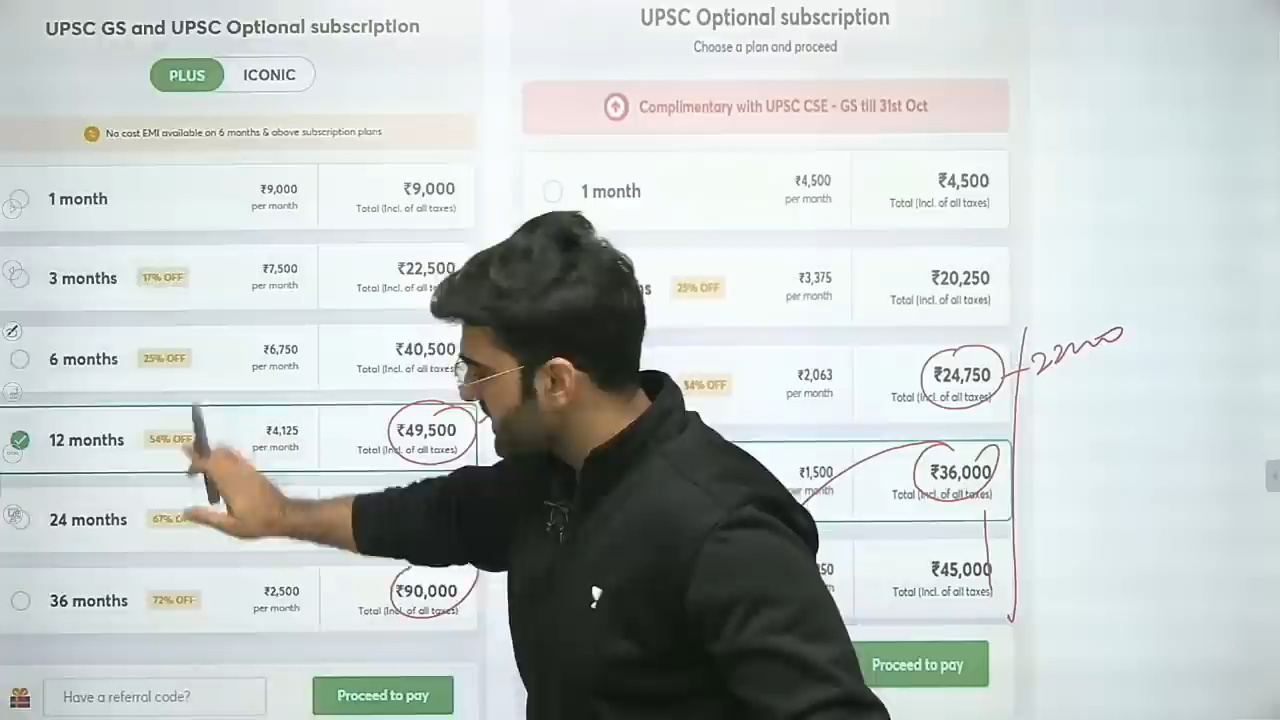 UPSC GS and UPSC Optional subscription
PLUS ICONIC
No cost EMI available on 6 months & above subscription plans
1 month ₹9,000 per month ₹9,000 Total (Incl. of all taxes)
3 months 17% OFF ₹7,500 per month ₹22,500 Total (Incl. of all
6 months 25% OFF ₹6,750 per month ₹40,500 Total (Incl. of all taxes
12 months 54% OFF ₹4,125 per month ₹49,500 Total (Incl. of all taxes)
24 months 67%
36 months 72% OFF ₹2,500 per month ₹90,000 Total (Incl. of all taxes)
Have a referral code? Proceed to pay
UPSC Optional subscription
Choose a plan and proceed
Complimentary with UPSC CSE - GS till 31st Oct
1 month ₹4,500 per month ₹4,500 Total (Incl. of all taxes)
25% OFF ₹3,375 per month ₹20,250 Total (Incl. of all taxes)
54% OFF ₹2,063 per month ₹24,750 Total (Incl. of all taxes)
₹1,500 per month ₹36,000 Total (Incl. of all taxes)
₹45,000 Total (Incl. of all taxes)
Proceed to pay